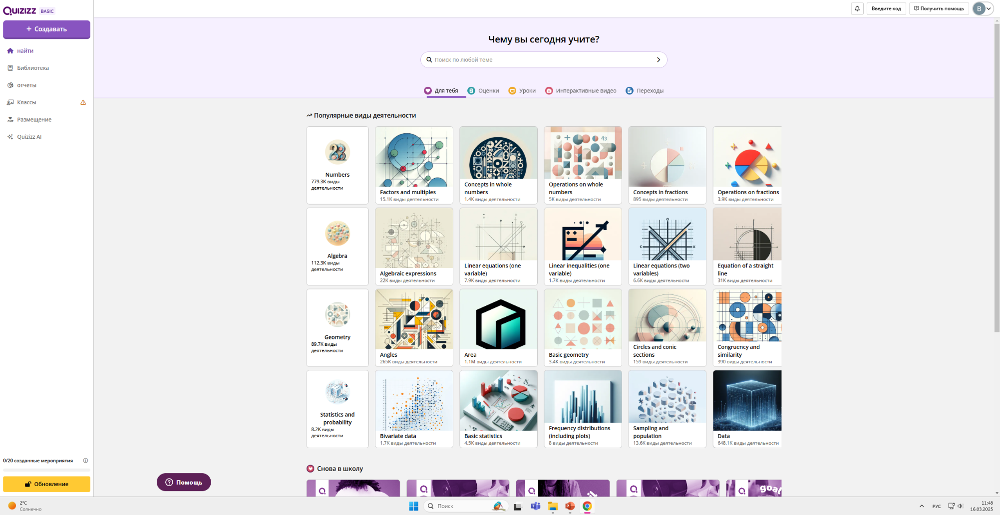 Quizizz BASIC
Введите код
Получить помощь
B
+ Создавать
найти
Библиотека
отчеты
Классы
Размещение
Quizizz AI
Чему вы сегодня учите?
Поиск по любой теме
Для тебя
Оценки
Уроки
Интерактивные видео
Переходы
Популярные виды деятельности
Numbers
779.3K виды
деятельности
Factors and multiples
15.1K виды деятельности
Concepts in whole
numbers
1.4K виды деятельности
43
Operations on whole
numbers
5K виды деятельности
Concepts in fractions
895 виды деятельности
Operations on fractions
3.9K виды деятельности
Algebra
112.3K виды
деятельности
Algebraic expressions
22K виды деятельности
Linear equations (one
variable)
7.9K виды деятельности
Linear inequalities (one
variable)
1.7K виды деятельности
Linear equations (two
variables)
6.6K виды деятельности
Equation of a straight
line
31K виды деятельности
Geometry
89.7K виды
деятельности
Angles
265K виды деятельности
Area
1.1M виды деятельности
Basic geometry
3.4K виды деятельности
Circles and conic
sections
159 виды деятельности
Congruency and
similarity
390 виды деятельности
Statistics and
probability
8.2K виды
деятельности
Bivariate data
1.7K виды деятельности
Basic statistics
4.5K виды деятельности
Frequency distributions
(including plots)
8 виды деятельности
Sampling and
population
13.6K виды деятельности
Data
648.1K виды деятельности
0/20 созданные мероприятия
Обновление
Помощь
Снова в школу
goal
2°C
Солнечно
Поиск
РУС
11:48
16.03.2025